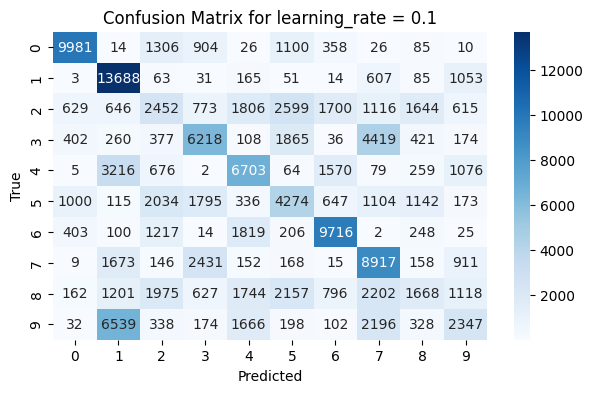 Confusion Matrix for learning_rate = 0.1
0 9981 14 1306 904 26 1100 358 26 85 10
1 3 13688 63 31 165 51 14 607 85 1053
2 629 646 2452 773 1806 2599 1700 1116 1644 615
3 402 260 377 6218 108 1865 36 4419 421 174
4 5 3216 676 2 6703 64 1570 79 259 1076
5 1000 115 2034 1795 336 4274 647 1104 1142 173
6 403 100 1217 14 1819 206 9716 2 248 25
7 9 1673 146 2431 152 168 15 8917 158 911
8 162 1201 1975 627 1744 2157 796 2202 1668 1118
9 32 6539 338 174 1666 198 102 2196 328 2347
0 1 2 3 4 5 6 7 8 9
Predicted
True
12000
10000
8000
6000
4000
2000